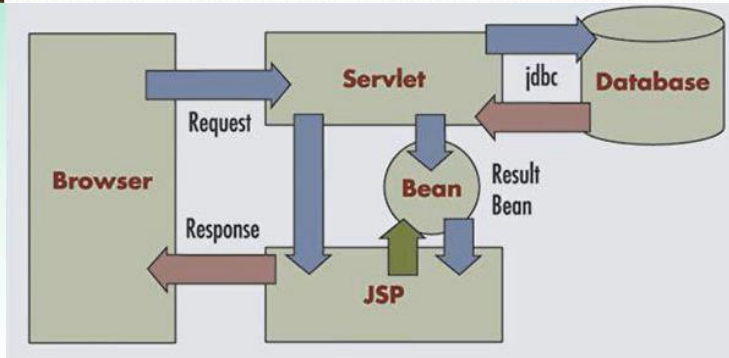 Servlet
jdbc
Database
Request
Browser
Bean
Result
Bean
Response
JSP